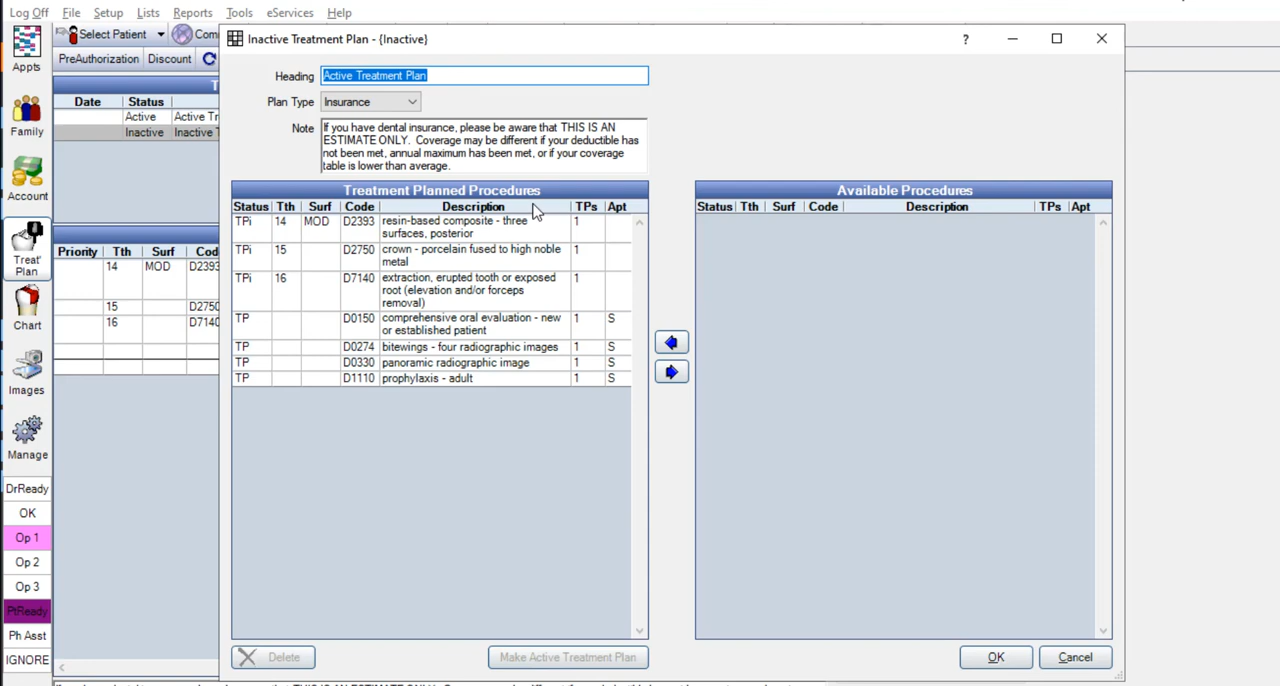 Log Off File Setup Lists Reports Tools eServices Help
Appts
Family
Account
Treat'
Plan
Chart
Images
Manage
DrReady
OK
Op 1
Op 2
Op 3
PtReady
Ph Asst
IGNORE
Select Patient
PreAuthorization Discount
Date Status
Active Active Tr
Inactive Inactive T
Priority Tth Surf Cod
14 MOD D2393
15 D2750
16 D7140
Inactive Treatment Plan - {Inactive}
?
Heading Active Treatment Plan
Plan Type Insurance
Note If you have dental insurance, please be aware that THIS IS AN
ESTIMATE ONLY. Coverage may be different if your deductible has
not been met, annual maximum has been met, or if your coverage
table is lower than average.
Treatment Planned Procedures
Status Tth Surf Code Description TPs Apt
TPi 14 MOD D2393 resin-based composite - three 1
surfaces, posterior
TPi 15 D2750 crown - porcelain fused to high noble 1
metal
TPi 16 D7140 extraction, erupted tooth or exposed 1
root (elevation and/or forceps
removal)
TP D0150 comprehensive oral evaluation - new 1 S
or established patient
TP D0274 bitewings - four radiographic images 1 S
TP D0330 panoramic radiographic image 1 S
TP D1110 prophylaxis - adult 1 S
Available Procedures
Status Tth Surf Code Description TPs Apt
Delete
Make Active Treatment Plan
OK
Cancel